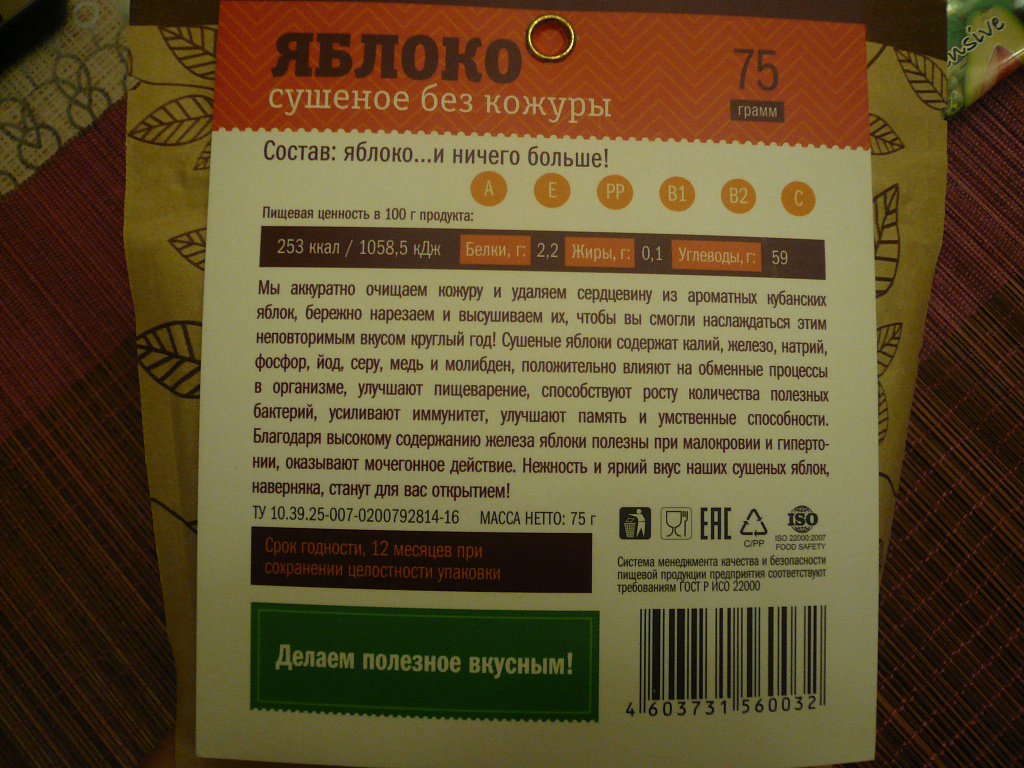 ЯБЛОКО
сушеное без кожуры
75
грамм
Состав: яблоко...и ничего больше!
A E PP B1 B2 C
Пищевая ценность в 100 г продукта:
253 ккал / 1058,5 кДж Белки, г: 2,2 Жиры, г: 0,1 Углеводы, г: 59
Мы аккуратно очищаем кожуру и удаляем сердцевину из ароматных кубанских
яблок, бережно нарезаем и высушиваем их, чтобы вы смогли наслаждаться этим
неповторимым вкусом круглый год! Сушеные яблоки содержат калий, железо, натрий,
фосфор, йод, серу, медь и молибден, положительно влияют на обменные процессы
в организме, улучшают пищеварение, способствуют росту количества полезных
бактерий, усиливают иммунитет, улучшают память и умственные способности.
Благодаря высокому содержанию железа яблоки полезны при малокровии и гиперто-
нии, оказывают мочегонное действие. Нежность и яркий вкус наших сушеных яблок,
наверняка, станут для вас открытием!
ТУ 10.39.25-007-0200792814-16 МАССА НЕТТО: 75 г
EAC
C/PP
ISO
ISO 22000:2007
FOOD SAFETY
Срок годности, 12 месяцев при
сохранении целостности упаковки
Система менеджмента качества и безопасности
пищевой продукции предприятия соответствуют
требованиям ГОСТ Р ИСО 22000
Делаем полезное вкусным!
4 603731 560032